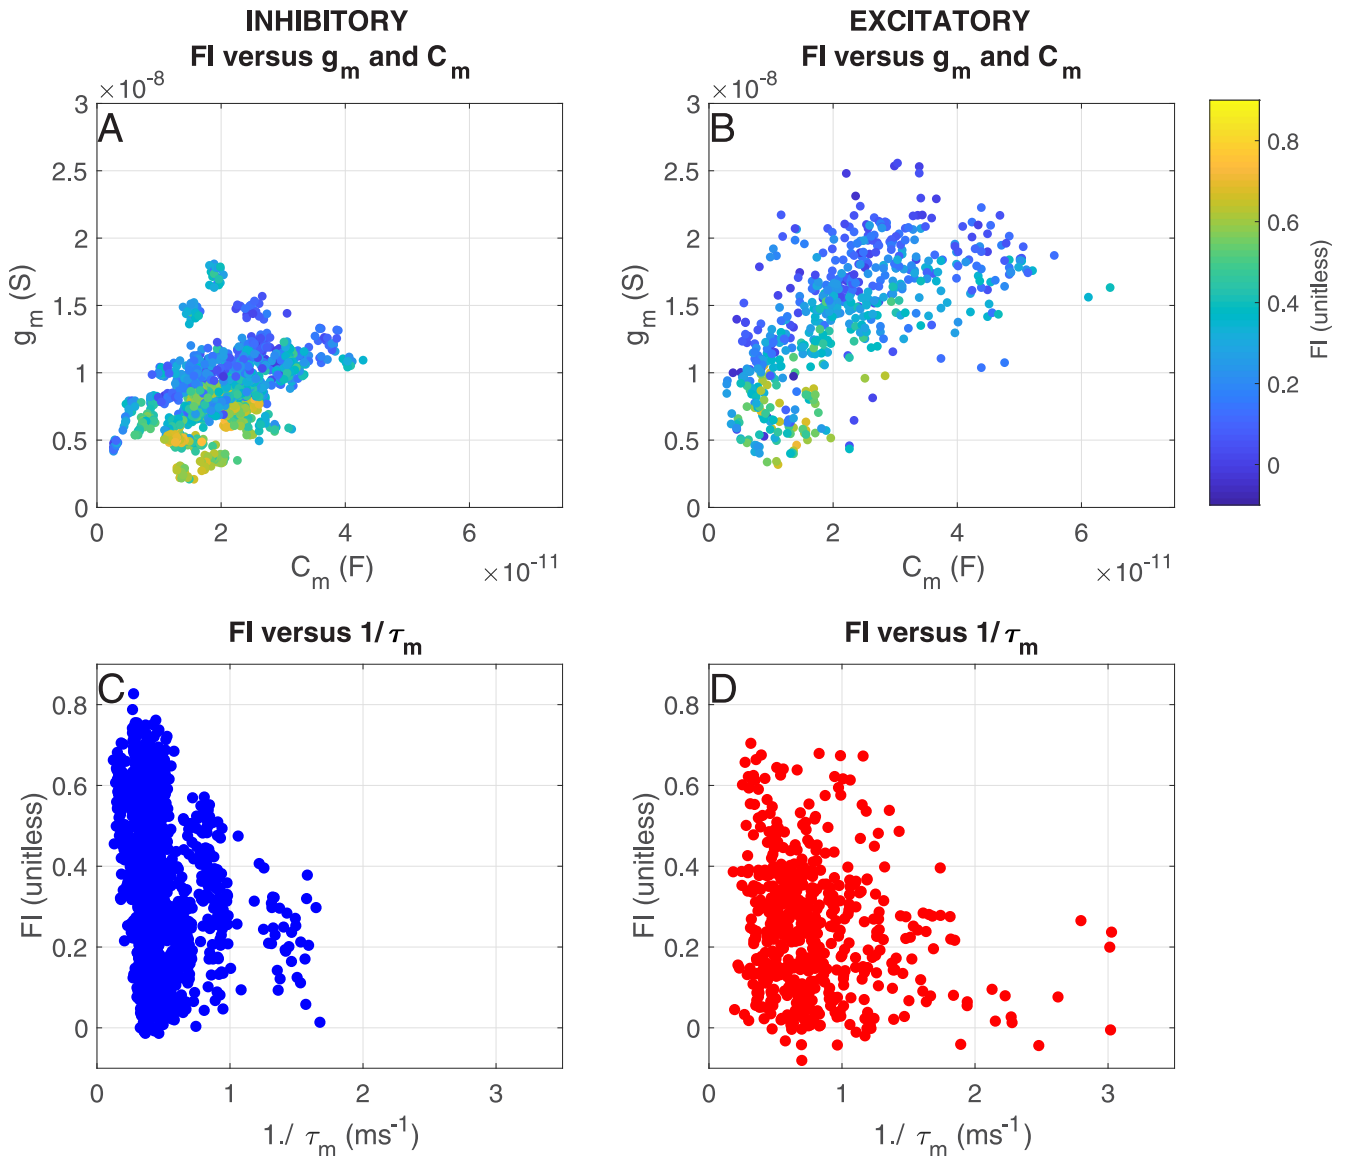 INHIBITORY
FI versus g_m and C_m
EXCITATORY
FI versus g_m and C_m
×10^-8
A
3
2.5
2
1.5
1
0.5
0
g_m (S)
0 2 4 6
C_m (F)
×10^-11
×10^-8
B
3
2.5
2
1.5
1
0.5
0
g_m (S)
0 2 4 6
C_m (F)
×10^-11
0.8
0.6
0.4
0.2
0
FI (unitless)
FI versus 1/ τ_m
C
0.8
0.6
0.4
0.2
0
FI (unitless)
0 1 2 3
1./ τ_m (ms^-1)
FI versus 1/ τ_m
D
0.8
0.6
0.4
0.2
0
FI (unitless)
0 1 2 3
1./ τ_m (ms^-1)